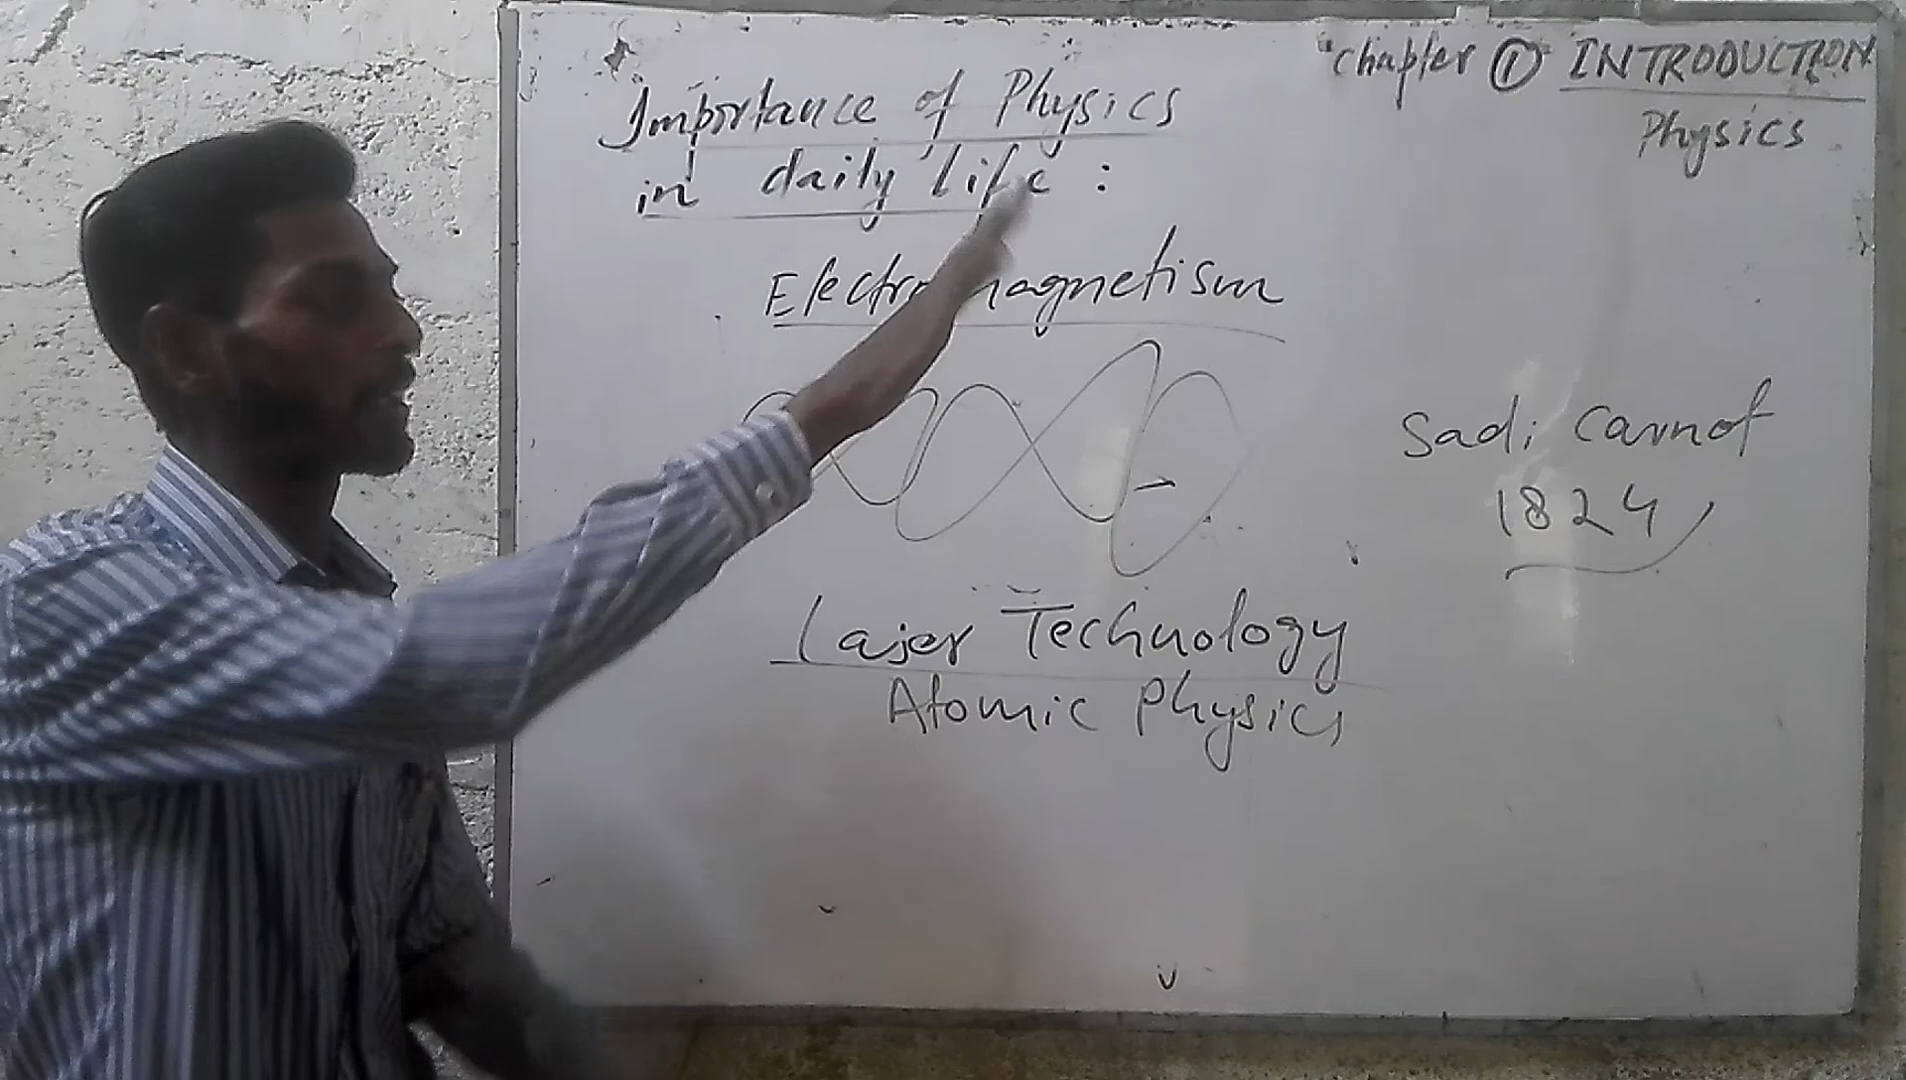 Chapter ① INTRODUCTION
Physics
Importance of Physics
in daily life :
Electromagnetism
Sadi Carnot
1824
Laser Technology
Atomic Physics